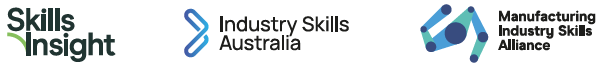 Skills
Insight
Industry Skills
Australia
Manufacturing
Industry Skills
Alliance